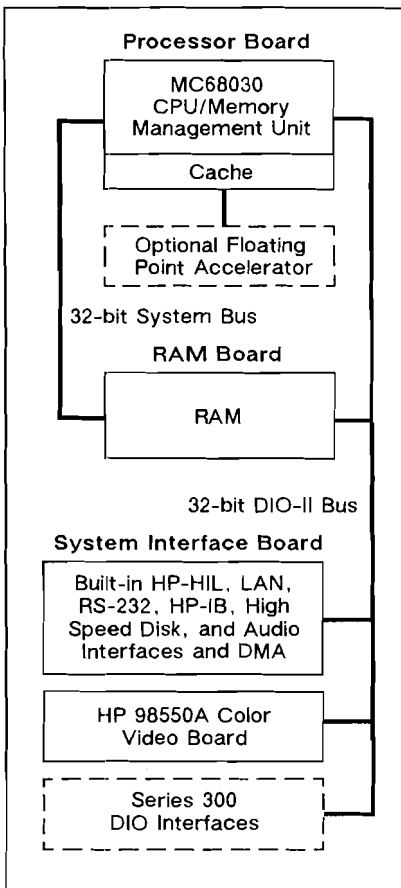 Processor Board
MC68030
CPU/Memory
Management Unit
Cache
Optional Floating
Point Accelerator
32-bit System Bus
RAM Board
RAM
32-bit DIO-II Bus
System Interface Board
Built-in HP-HIL, LAN,
RS-232, HP-IB, High
Speed Disk, and Audio
Interfaces and DMA
HP 98550A Color
Video Board
Series 300
DIO Interfaces